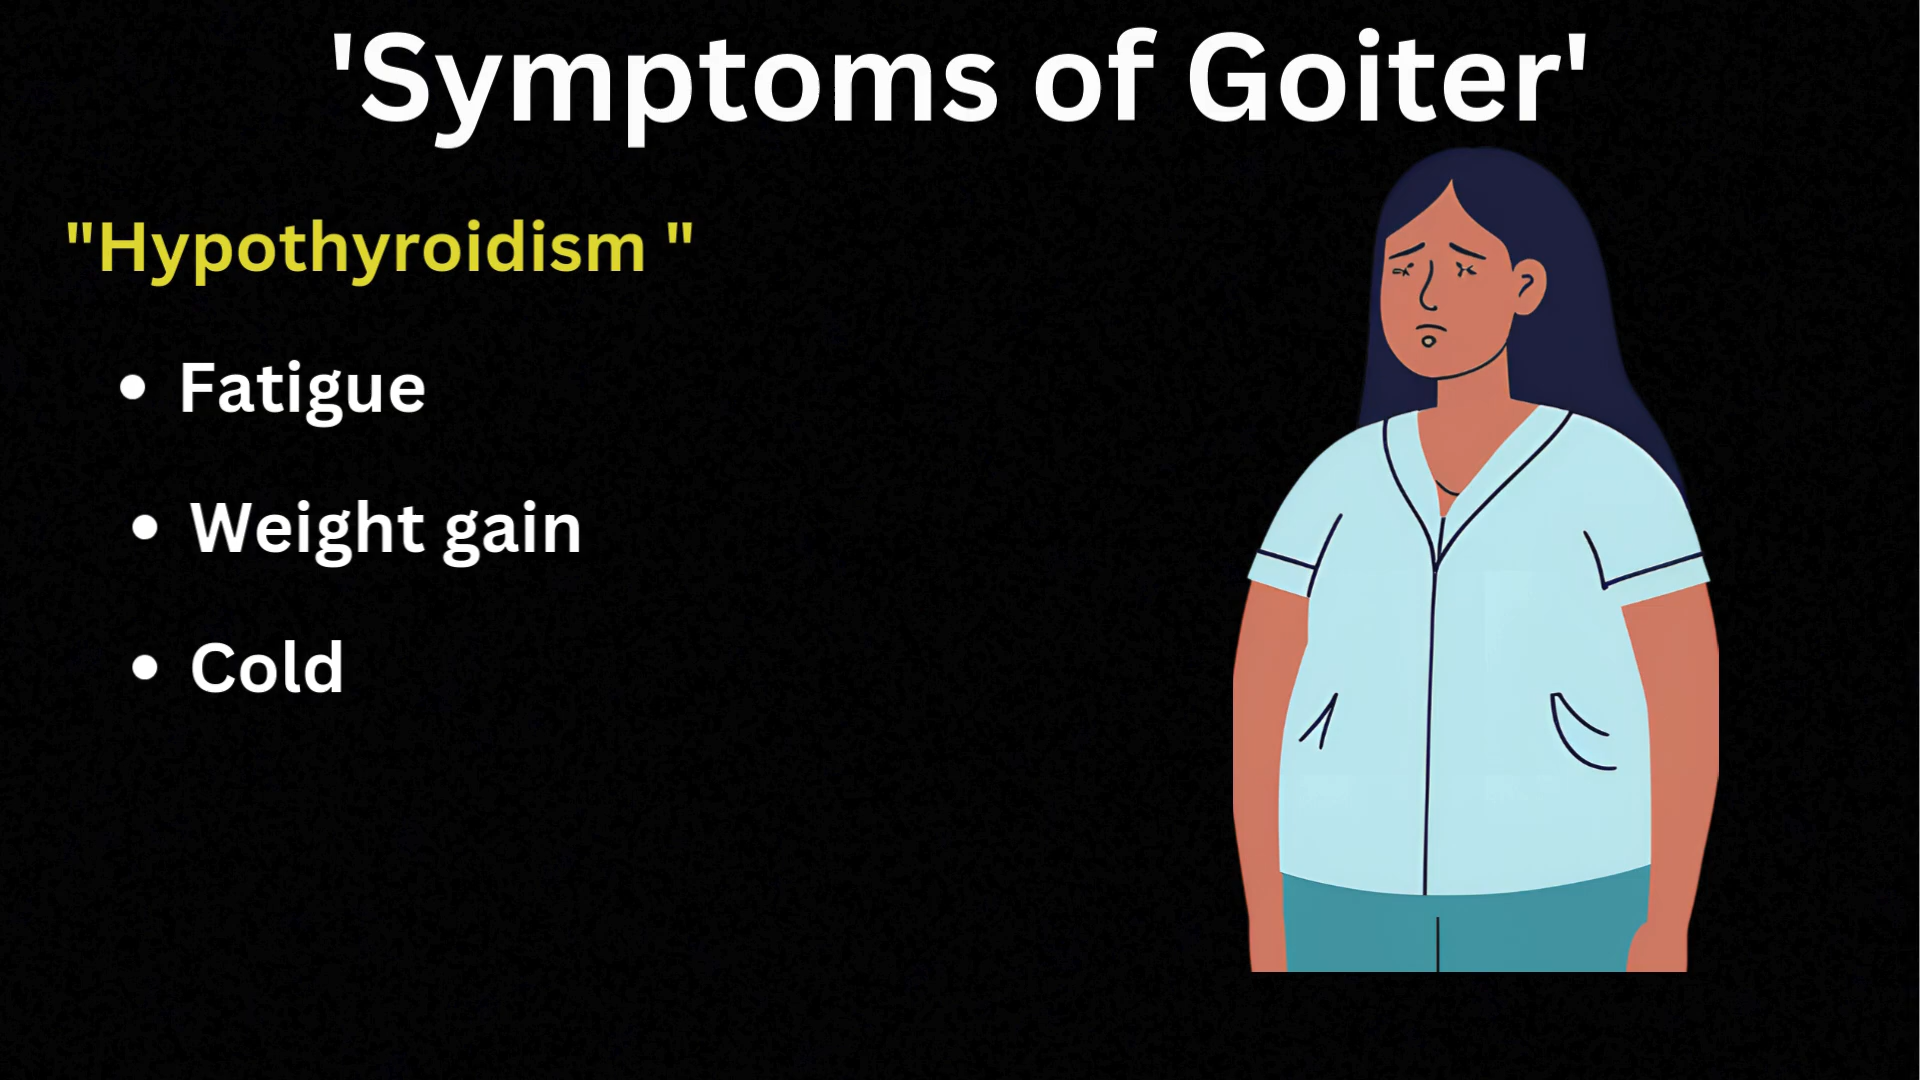 'Symptoms of Goiter'
"Hypothyroidism "
• Fatigue
• Weight gain
• Cold